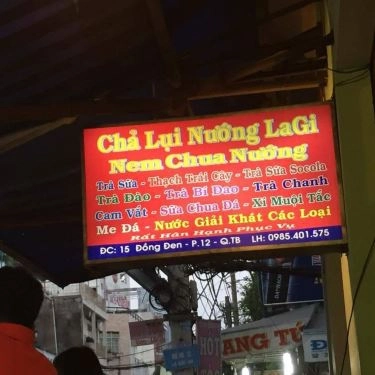 Chả Lụi Nướng LaGi
Nem Chua Nướng
Trà Sữa - Thạch Trái Cây - Trà Sữa Socola
Trà Đào - Trà Bí Đao - Trà Chanh
Cam Vắt - Sữa Chua Đá - Xí Muội Tắc
Me Đá - Nước Giải Khát Các Loại
Rất Hân Hạnh Phục Vụ
ĐC: 15 Đồng Đen - P.12 - Q.TB LH: 0985.401.575
ANG TÚ
HOT